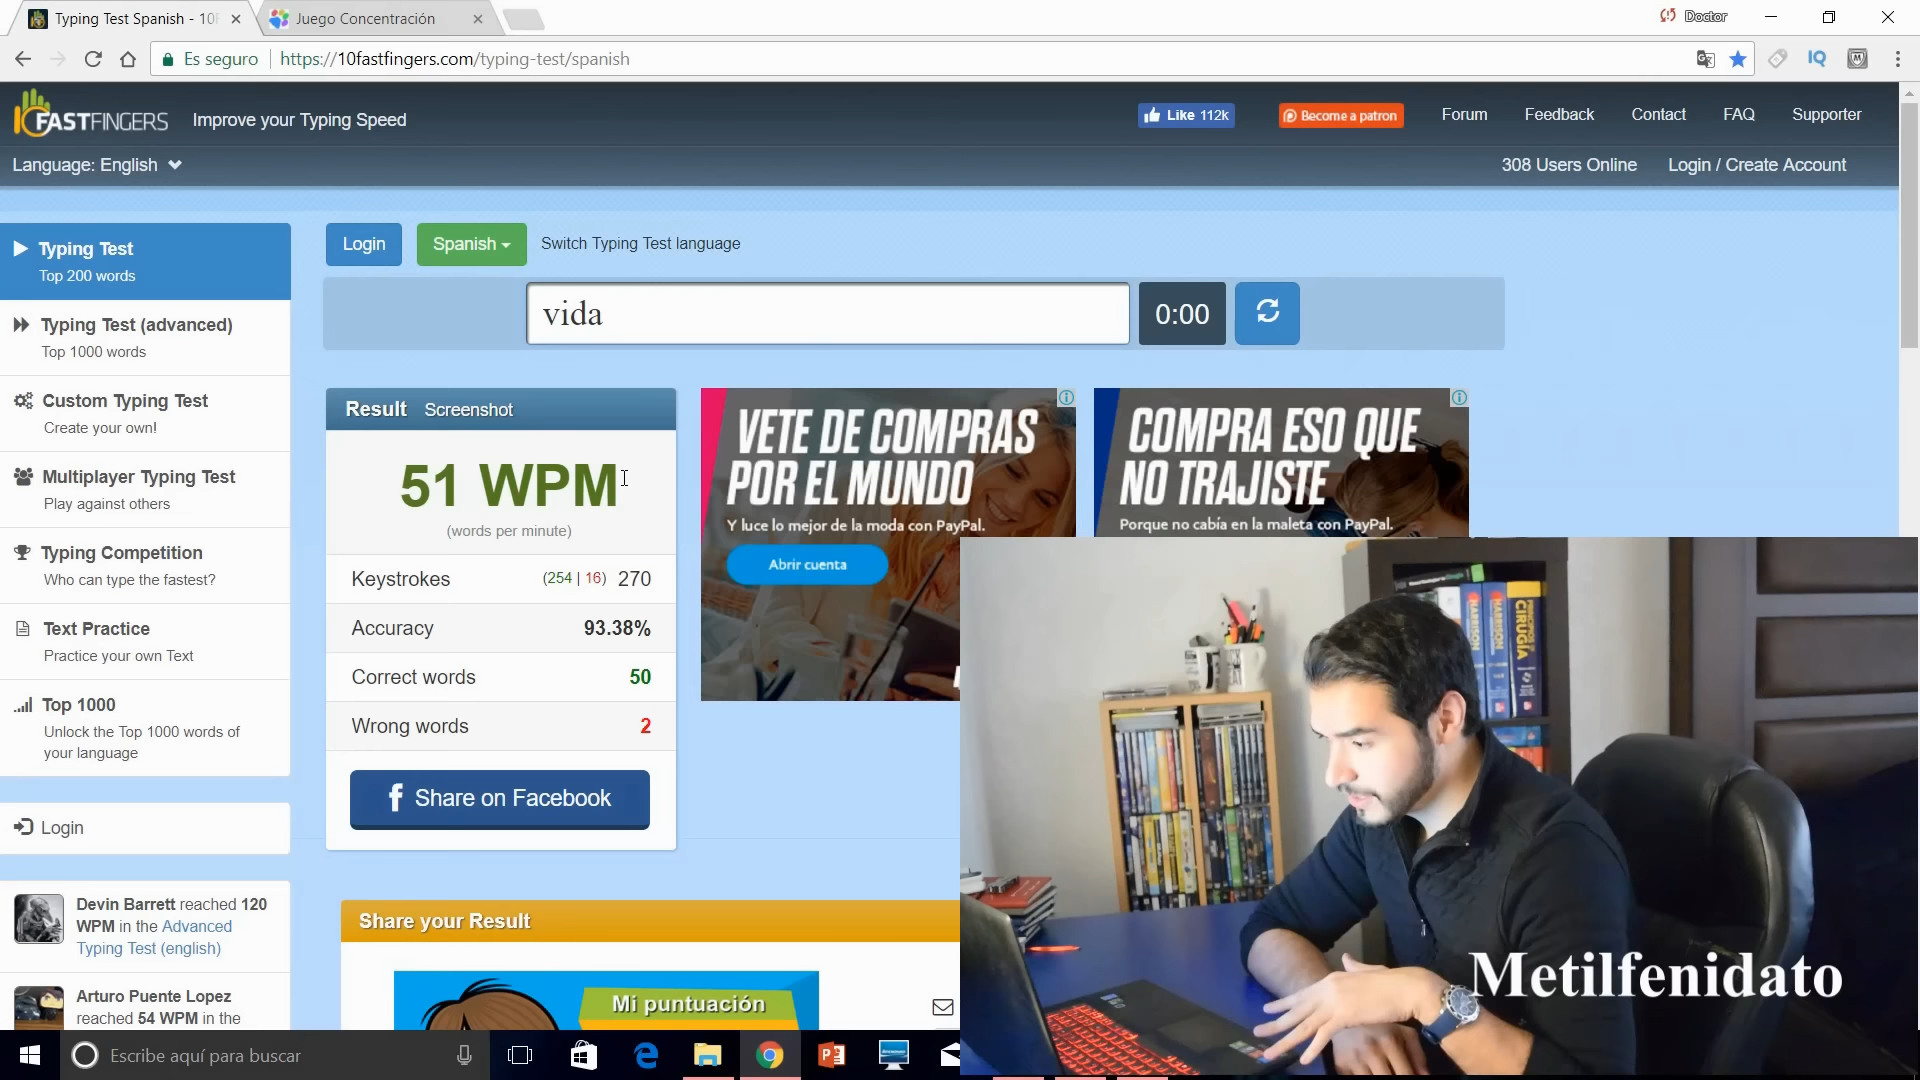 Typing Test Spanish - 10F
Juego Concentración
Doctor
Es seguro
https://10fastfingers.com/typing-test/spanish
IQ
10FASTFINGERS
Improve your Typing Speed
Like 112k
Become a patron
Forum
Feedback
Contact
FAQ
Supporter
Language: English
308 Users Online
Login / Create Account
Typing Test
Top 200 words
Typing Test (advanced)
Top 1000 words
Custom Typing Test
Create your own!
Multiplayer Typing Test
Play against others
Typing Competition
Who can type the fastest?
Text Practice
Practice your own Text
Top 1000
Unlock the Top 1000 words of
your language
Login
Devin Barrett reached 120
WPM in the Advanced
Typing Test (english)
Arturo Puente Lopez
reached 54 WPM in the
Login
Spanish
Switch Typing Test language
vida
0:00
Result Screenshot
51 WPM
(words per minute)
Keystrokes (254 | 16) 270
Accuracy 93.38%
Correct words 50
Wrong words 2
Share on Facebook
VETE DE COMPRAS
POR EL MUNDO
Y luce lo mejor de la moda con PayPal.
Abrir cuenta
COMPRA ESO QUE
NO TRAJISTE
Porque no cabía en la maleta con PayPal.
Share your Result
Mi puntuación
HARRISON
HARRISON
PRINCIPIOS DE
CIRUGÍA
Metilfenidato
Escribe aquí para buscar